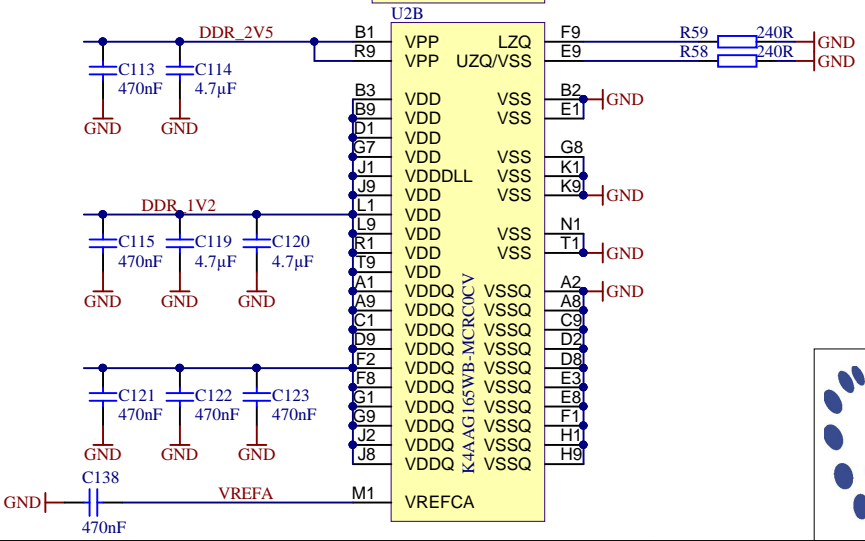 U2B
DDR_2V5 B1 VPP LZQ F9 R59 240R GND
R9 VPP UZQ/VSS E9 R58 240R GND
C113 C114
470nF 4.7µF
GND GND
B3 VDD VSS B2 GND
B9 VDD VSS E1
D1 VDD
G7 VDD VSS G8
J1 VDDDLL VSS K1
J9 VDD VSS K9 GND
DDR_1V2 L1 VDD
L9 VDD VSS N1
R1 VDD VSS T1 GND
T9 VDD
C115 C119 C120
470nF 4.7µF 4.7µF
GND GND GND
A1 VDDQ VSSQ A2 GND
A9 VDDQ VSSQ A8
C1 VDDQ VSSQ C9
D9 VDDQ VSSQ D2
F2 VDDQ VSSQ D8
F8 VDDQ VSSQ E3
G1 VDDQ VSSQ E8
G9 VDDQ VSSQ F1
J2 VDDQ VSSQ H1
J8 VDDQ VSSQ H9
K4AAG165WB-MCRC0CV
C121 C122 C123
470nF 470nF 470nF
GND GND GND
C138
GND VREFA M1 VREFCA
470nF